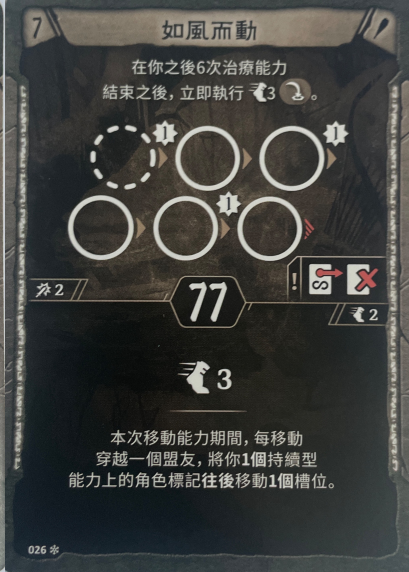 7
如風而動
在你之後6次治療能力
結束之後,立即執行 3 。
1
1
1
2
77
2
3
本次移動能力期間,每移動
穿越一個盟友,將你1個持續型
能力上的角色標記往後移動1個槽位。
026